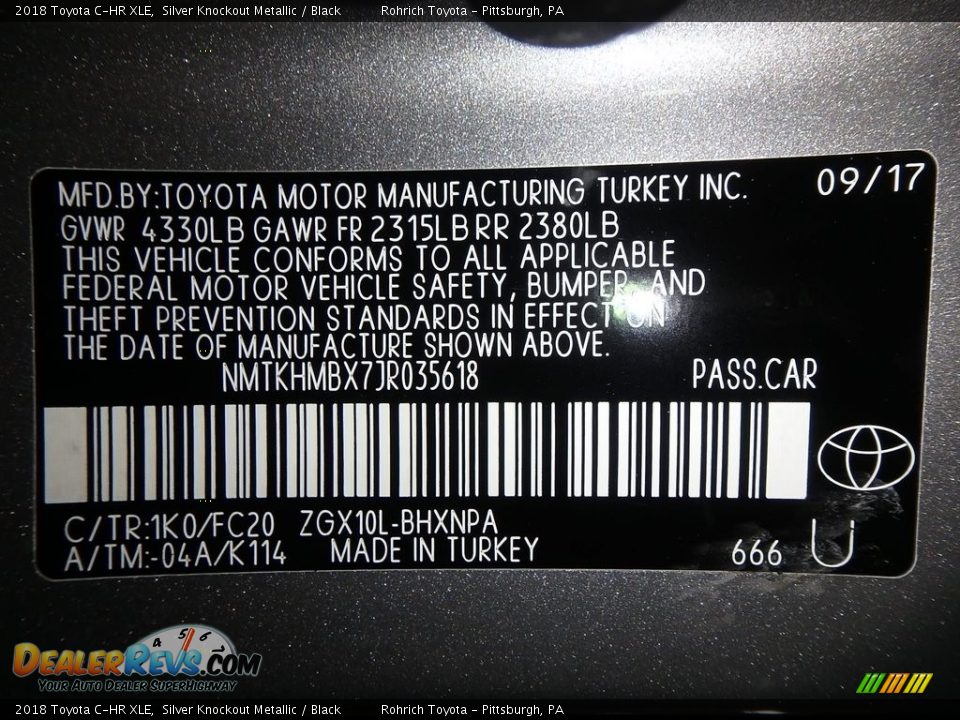 2018 Toyota C-HR XLE, Silver Knockout Metallic / Black Rohrich Toyota - Pittsburgh, PA
MFD.BY:TOYOTA MOTOR MANUFACTURING TURKEY INC. 09/17
GVWR 4330LB GAWR FR 2315LB RR 2380LB
THIS VEHICLE CONFORMS TO ALL APPLICABLE
FEDERAL MOTOR VEHICLE SAFETY, BUMPER, AND
THEFT PREVENTION STANDARDS IN EFFECT ON
THE DATE OF MANUFACTURE SHOWN ABOVE.
NMTKHMBX7JR035618 PASS.CAR
C/TR:1K0/FC20 ZGX10L-BHXNPA
A/TM:-04A/K114 MADE IN TURKEY 666 Ui
4 5 6
DEALERREVS.COM
Your Auto Dealer SuperHighway
2018 Toyota C-HR XLE, Silver Knockout Metallic / Black Rohrich Toyota - Pittsburgh, PA